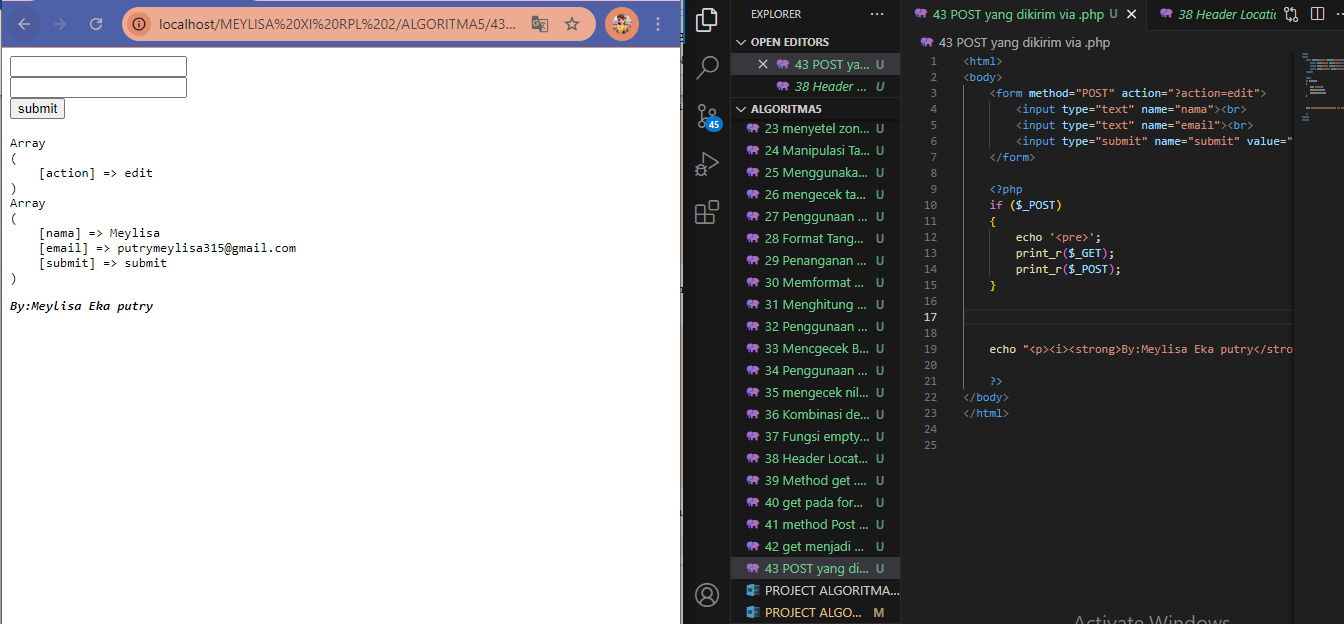 localhost/MEYLISA%20XI%20RPL%202/ALGORITMA5/43...
submit
Array
(
[action] => edit
)
Array
(
[nama] => Meylisa
[email] => putrymeylisa315@gmail.com
[submit] => submit
)
By:Meylisa Eka putry
45
EXPLORER
OPEN EDITORS
43 POST ya... U
38 Header ... U
ALGORITMA5
23 menyetel zon... U
24 Manipulasi Ta... U
25 Menggunaka... U
26 mengecek ta... U
27 Penggunaan ... U
28 Format Tang... U
29 Penanganan ... U
30 Memformat ... U
31 Menghitung ... U
32 Penggunaan ... U
33 Mencgecek B... U
34 Penggunaan ... U
35 mengecek nil... U
36 Kombinasi de... U
37 Fungsi empty... U
38 Header Locat... U
39 Method get .... U
40 get pada for... U
41 method Post ... U
42 get menjadi ... U
43 POST yang di... U
PROJECT ALGORITMA...
PROJECT ALGO... M
43 POST yang dikirim via .php U
38 Header Locatic
43 POST yang dikirim via .php
1 <html>
2 <body>
3 <form method="POST" action="?action=edit">
4 <input type="text" name="nama"><br>
5 <input type="text" name="email"><br>
6 <input type="submit" name="submit" value="
7 </form>
8
9 <?php
10 if ($_POST)
11 {
12 echo '<pre>';
13 print_r($_GET);
14 print_r($_POST);
15 }
16
17
18
19 echo "<p><i><strong>By:Meylisa Eka putry</stro
20
21 ?>
22 </body>
23 </html>
24
25
Activate Windows